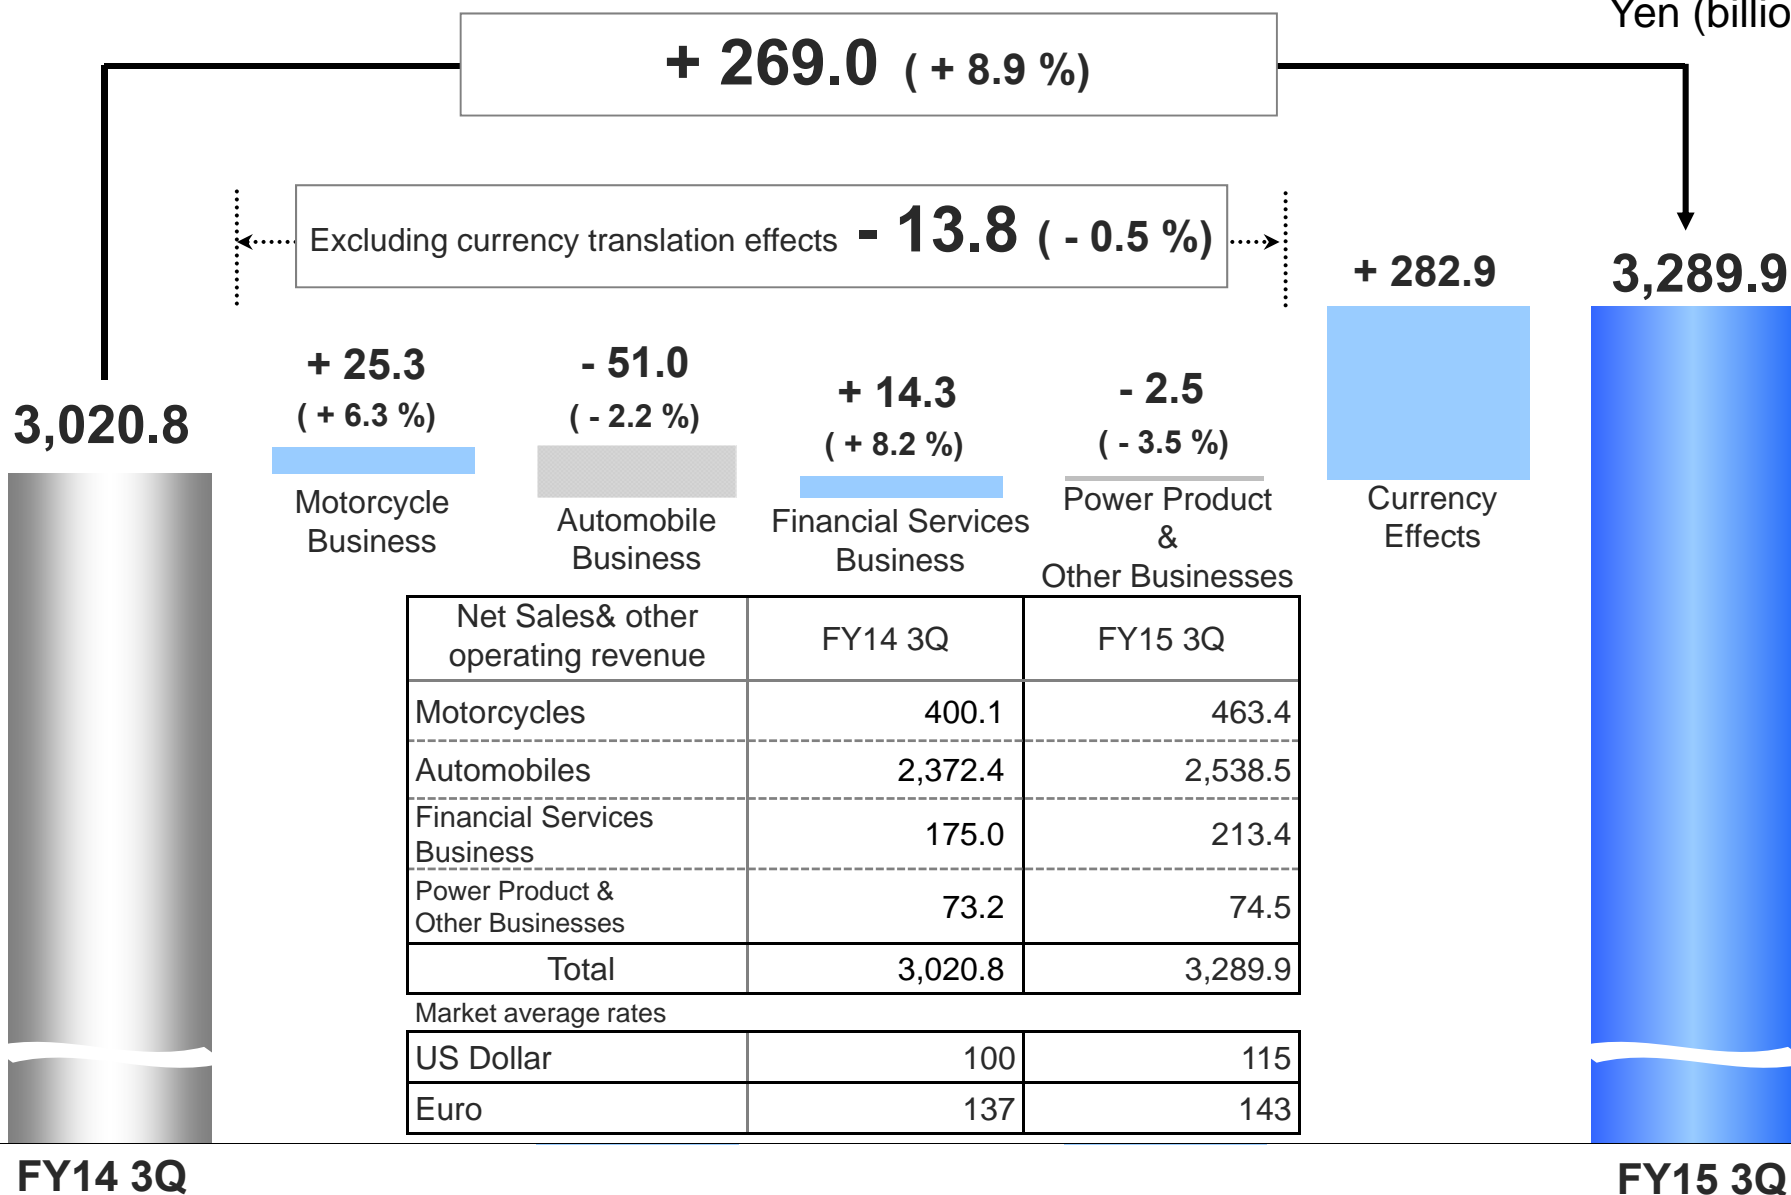 Yen (billio
+ 269.0 ( + 8.9 %)
Excluding currency translation effects - 13.8 ( - 0.5 %)
+ 282.9
3,289.9
3,020.8
+ 25.3
( + 6.3 %)
Motorcycle
Business
- 51.0
( - 2.2 %)
Automobile
Business
+ 14.3
( + 8.2 %)
Financial Services
Business
- 2.5
( - 3.5 %)
Power Product
&
Other Businesses
Currency
Effects
Net Sales& other
operating revenue
FY14 3Q
FY15 3Q
Motorcycles 400.1 463.4
Automobiles 2,372.4 2,538.5
Financial Services
Business 175.0 213.4
Power Product &
Other Businesses 73.2 74.5
Total 3,020.8 3,289.9
Market average rates
US Dollar 100 115
Euro 137 143
FY14 3Q
FY15 3Q